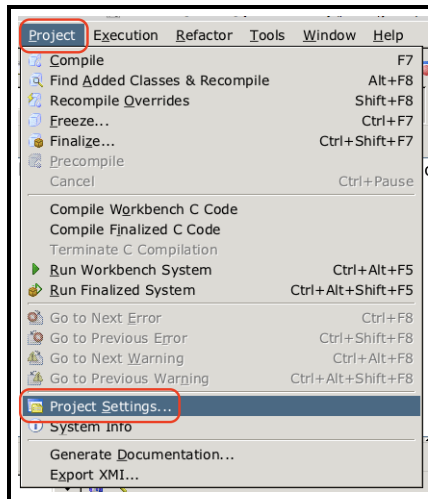 Project Execution Refactor Tools Window Help
Compile F7
Find Added Classes & Recompile Alt+F8
Recompile Overrides Shift+F8
Freeze... Ctrl+F7
Finalize... Ctrl+Shift+F7
Precompile
Cancel Ctrl+Pause
Compile Workbench C Code
Compile Finalized C Code
Terminate C Compilation
Run Workbench System Ctrl+Alt+F5
Run Finalized System Ctrl+Alt+Shift+F5
Go to Next Error Ctrl+F8
Go to Previous Error Ctrl+Shift+F8
Go to Next Warning Ctrl+Alt+F8
Go to Previous Warning Ctrl+Alt+Shift+F8
Project Settings...
System Info
Generate Documentation...
Export XMI...